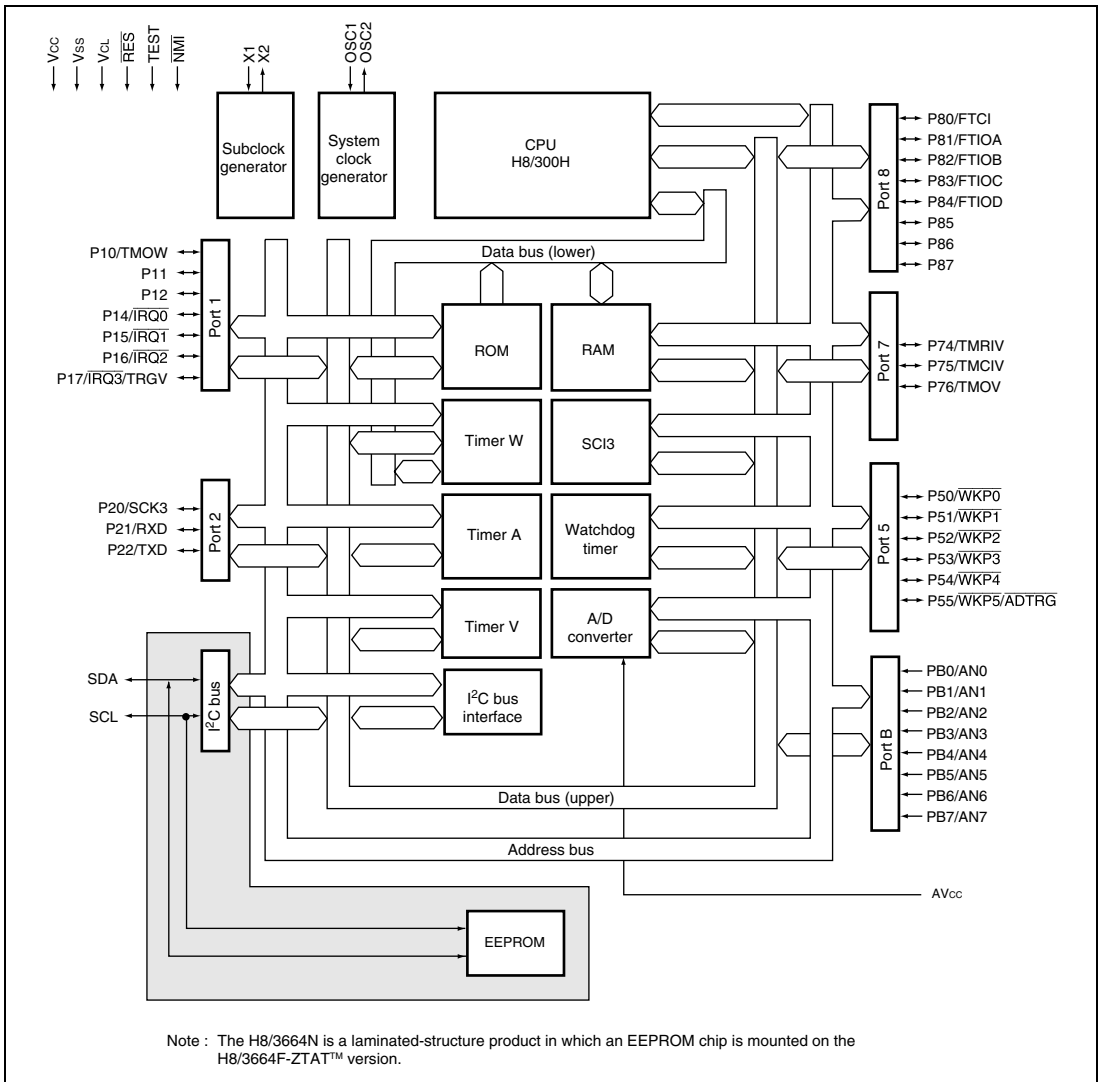 Vcc
Vss
VcL
RES
TEST
NMI
X1
X2
OSC1
OSC2
Subclock
generator
System
clock
generator
CPU
H8/300H
Port 8
P80/FTCI
P81/FTIOA
P82/FTIOB
P83/FTIOC
P84/FTIOD
P85
P86
P87
Data bus (lower)
P10/TMOW
P11
P12
P14/IRQ0
P15/IRQ1
P16/IRQ2
P17/IRQ3/TRGV
Port 1
ROM
RAM
Port 7
P74/TMRIV
P75/TMCIV
P76/TMOV
Timer W
SCI3
P20/SCK3
P21/RXD
P22/TXD
Port 2
Timer A
Watchdog
timer
Port 5
P50/WKP0
P51/WKP1
P52/WKP2
P53/WKP3
P54/WKP4
P55/WKP5/ADTRG
Timer V
A/D
converter
SDA
SCL
I2C bus
I2C bus
interface
Port B
PB0/AN0
PB1/AN1
PB2/AN2
PB3/AN3
PB4/AN4
PB5/AN5
PB6/AN6
PB7/AN7
Data bus (upper)
Address bus
AVcc
EEPROM
Note : The H8/3664N is a laminated-structure product in which an EEPROM chip is mounted on the
H8/3664F-ZTAT™ version.